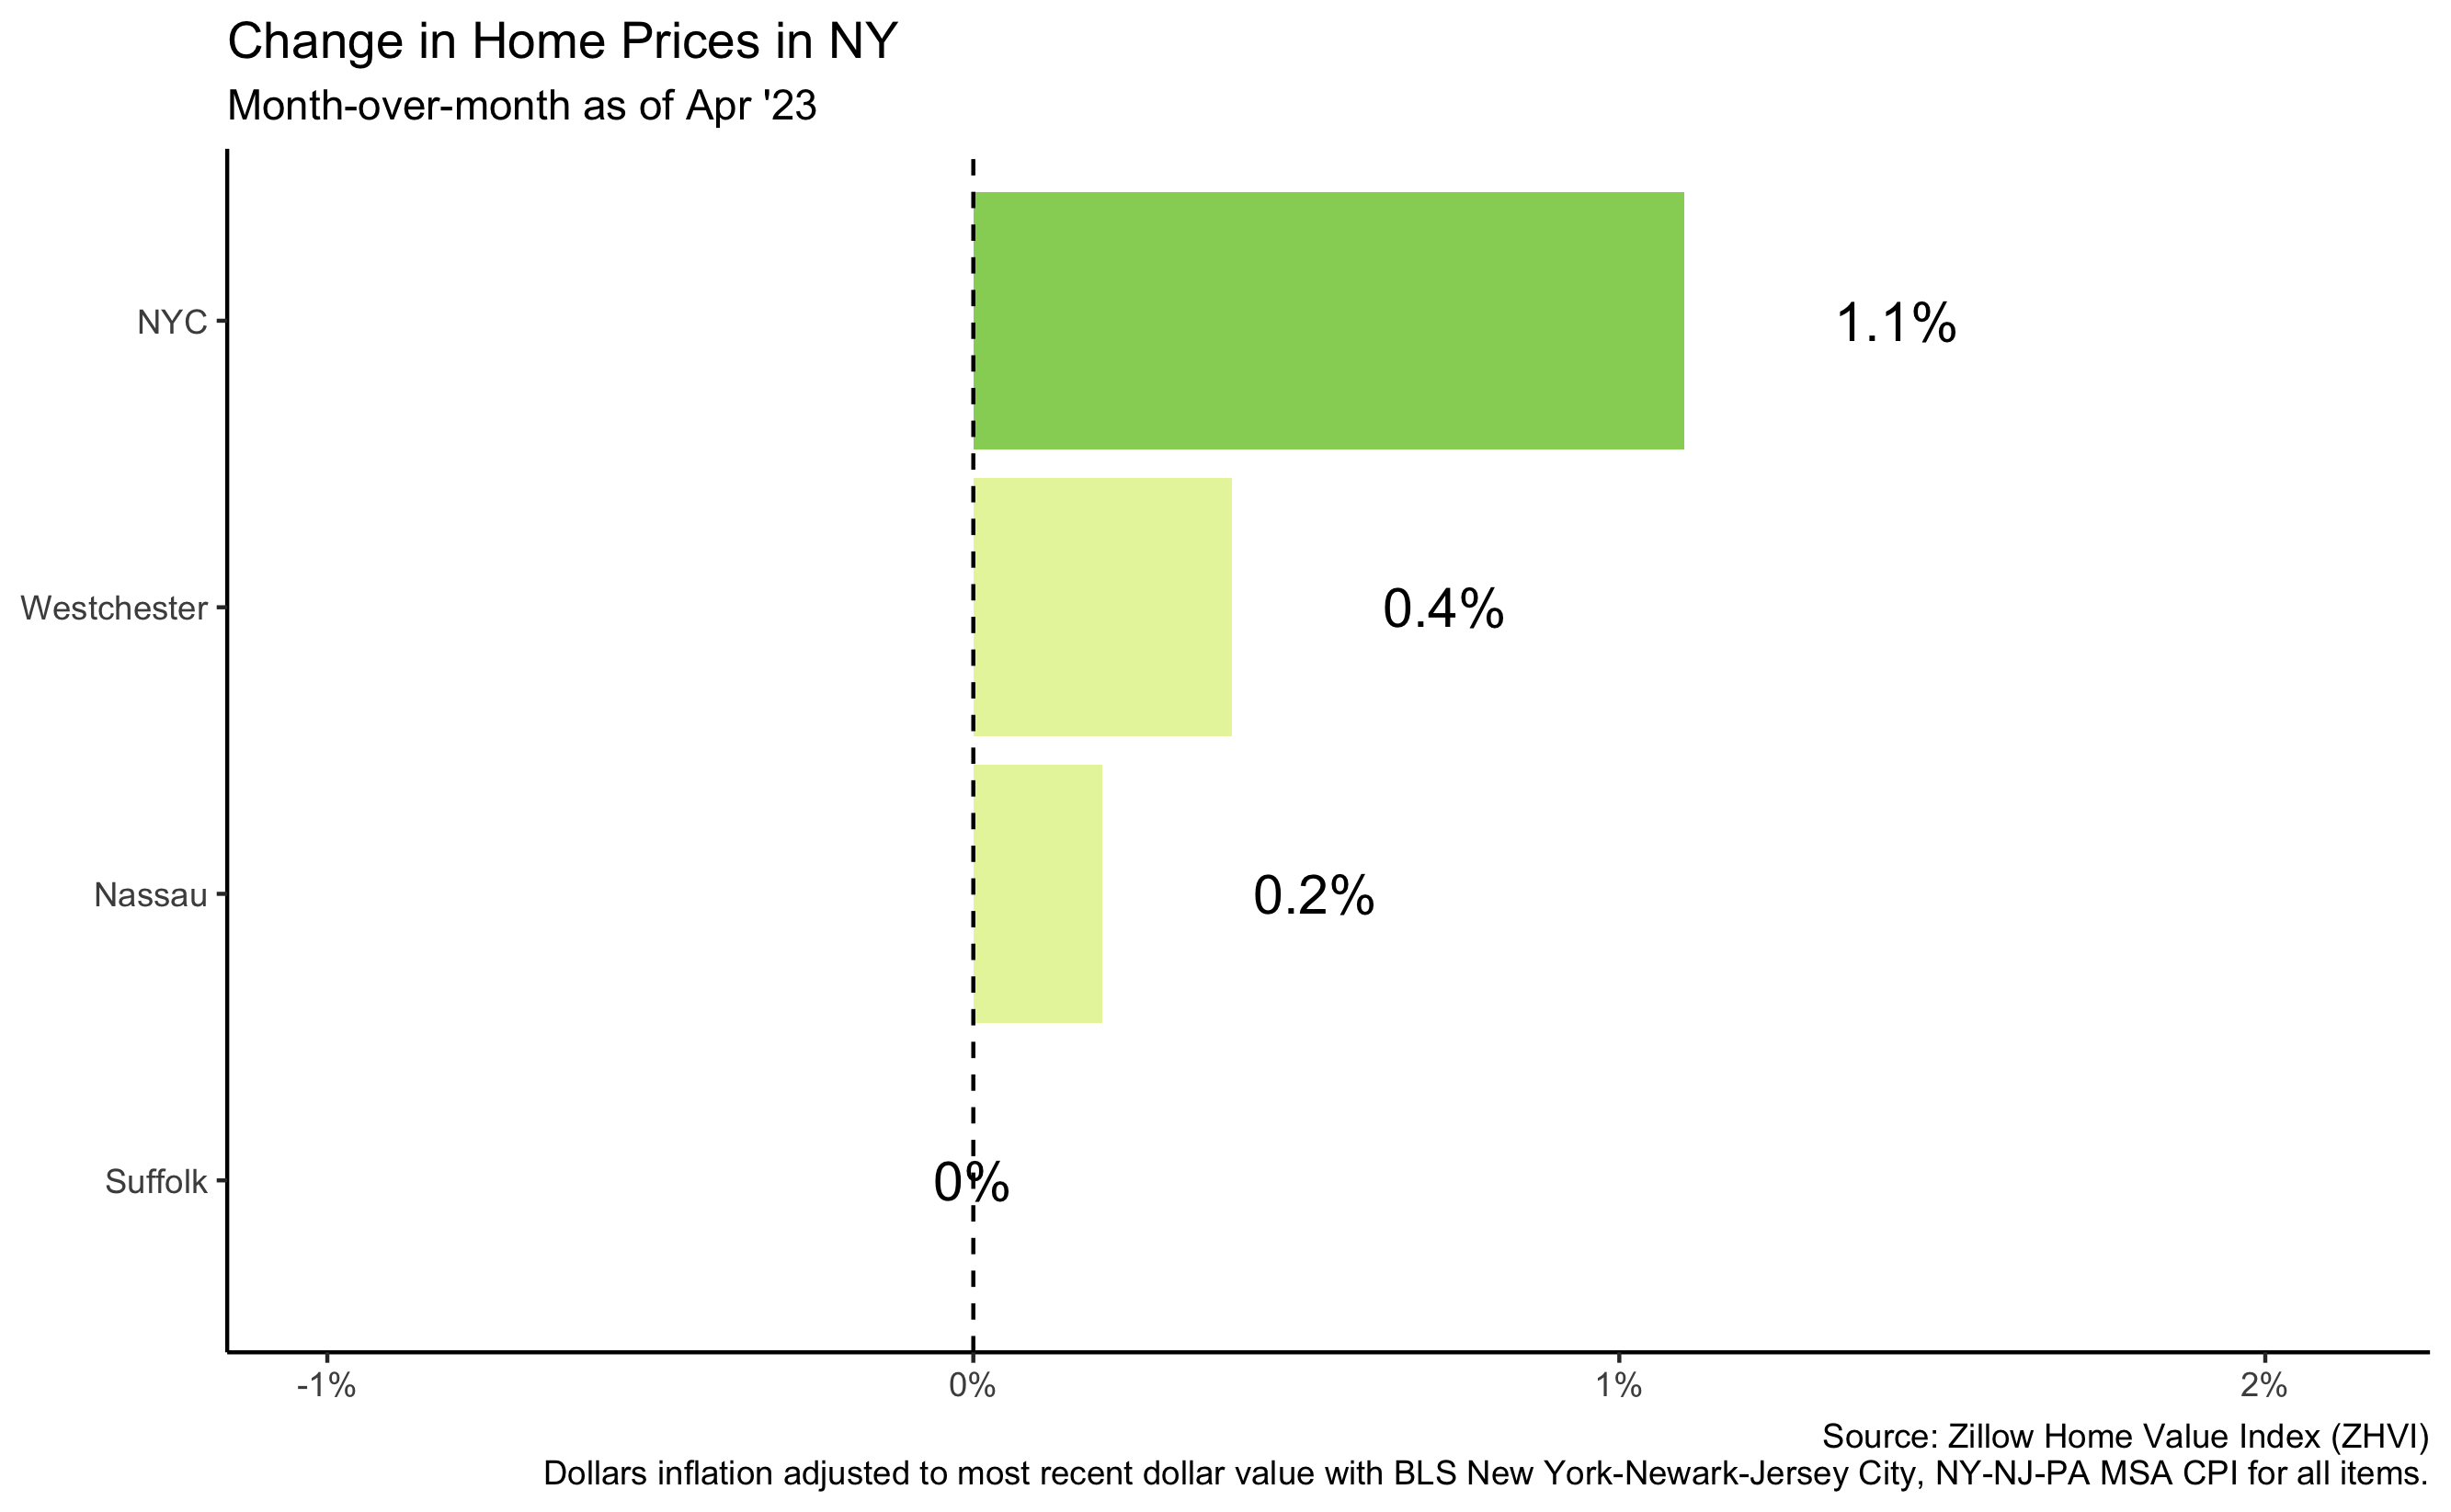 Change in Home Prices in NY
Month-over-month as of Apr '23
NYC
1.1%
Westchester
0.4%
Nassau
0.2%
Suffolk
0%
-1%
0%
1%
2%
Source: Zillow Home Value Index (ZHVI)
Dollars inflation adjusted to most recent dollar value with BLS New York-Newark-Jersey City, NY-NJ-PA MSA CPI for all items.